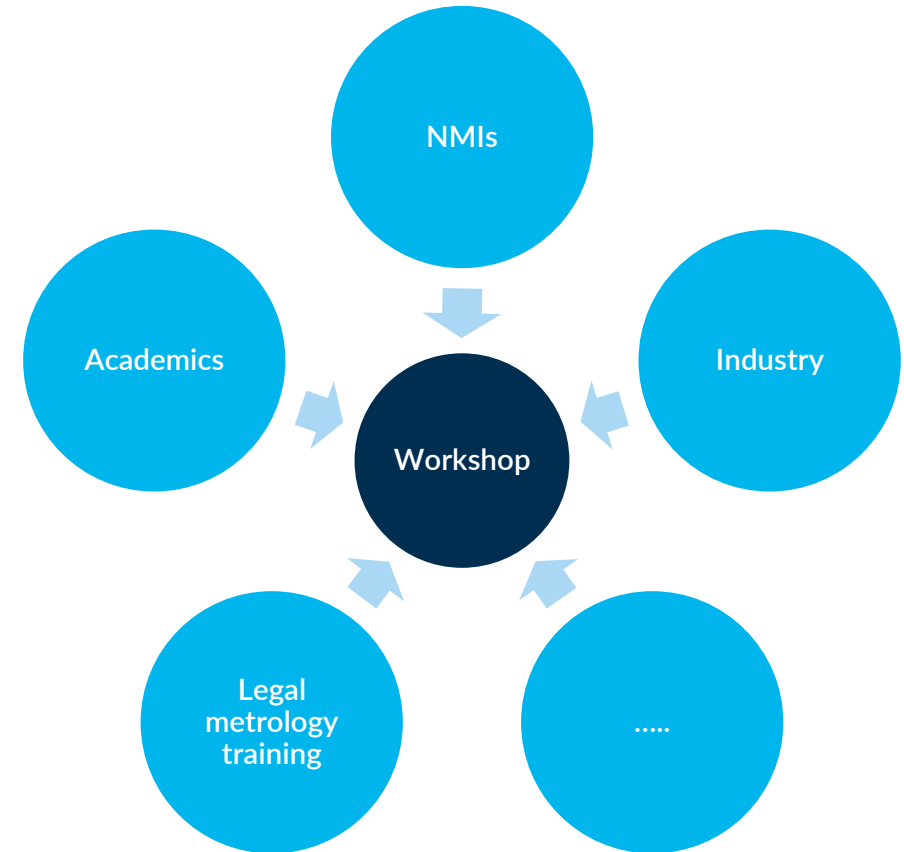 NMIs
Academics
Industry
Workshop
Legal
metrology
training
.....